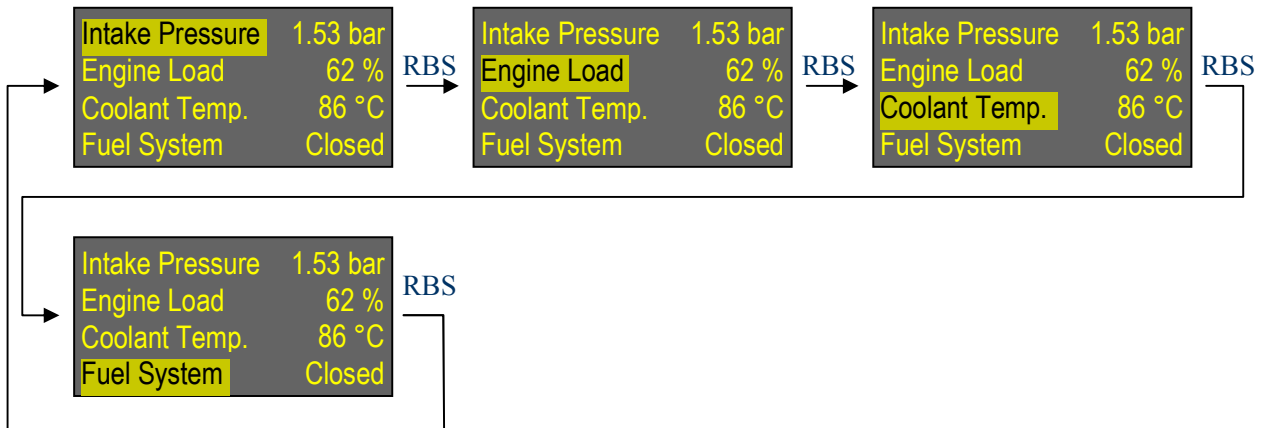 Intake Pressure 1.53 bar
Engine Load 62 %
Coolant Temp. 86 °C
Fuel System Closed
RBS
Intake Pressure 1.53 bar
Engine Load 62 %
Coolant Temp. 86 °C
Fuel System Closed
RBS
Intake Pressure 1.53 bar
Engine Load 62 %
Coolant Temp. 86 °C
Fuel System Closed
RBS
Intake Pressure 1.53 bar
Engine Load 62 %
Coolant Temp. 86 °C
Fuel System Closed
RBS